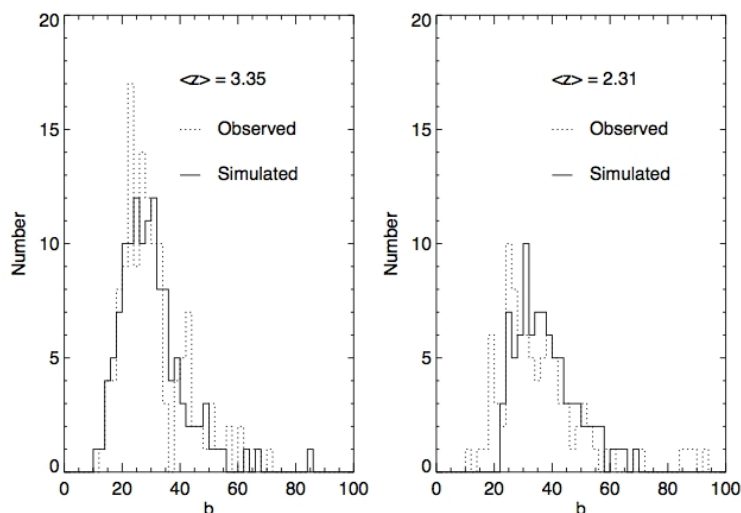 20
15
10
5
0
Number
<z> = 3.35
Observed
Simulated
0 20 40 60 80 100
b
20
15
10
5
0
Number
<z> = 2.31
Observed
Simulated
0 20 40 60 80 100
b